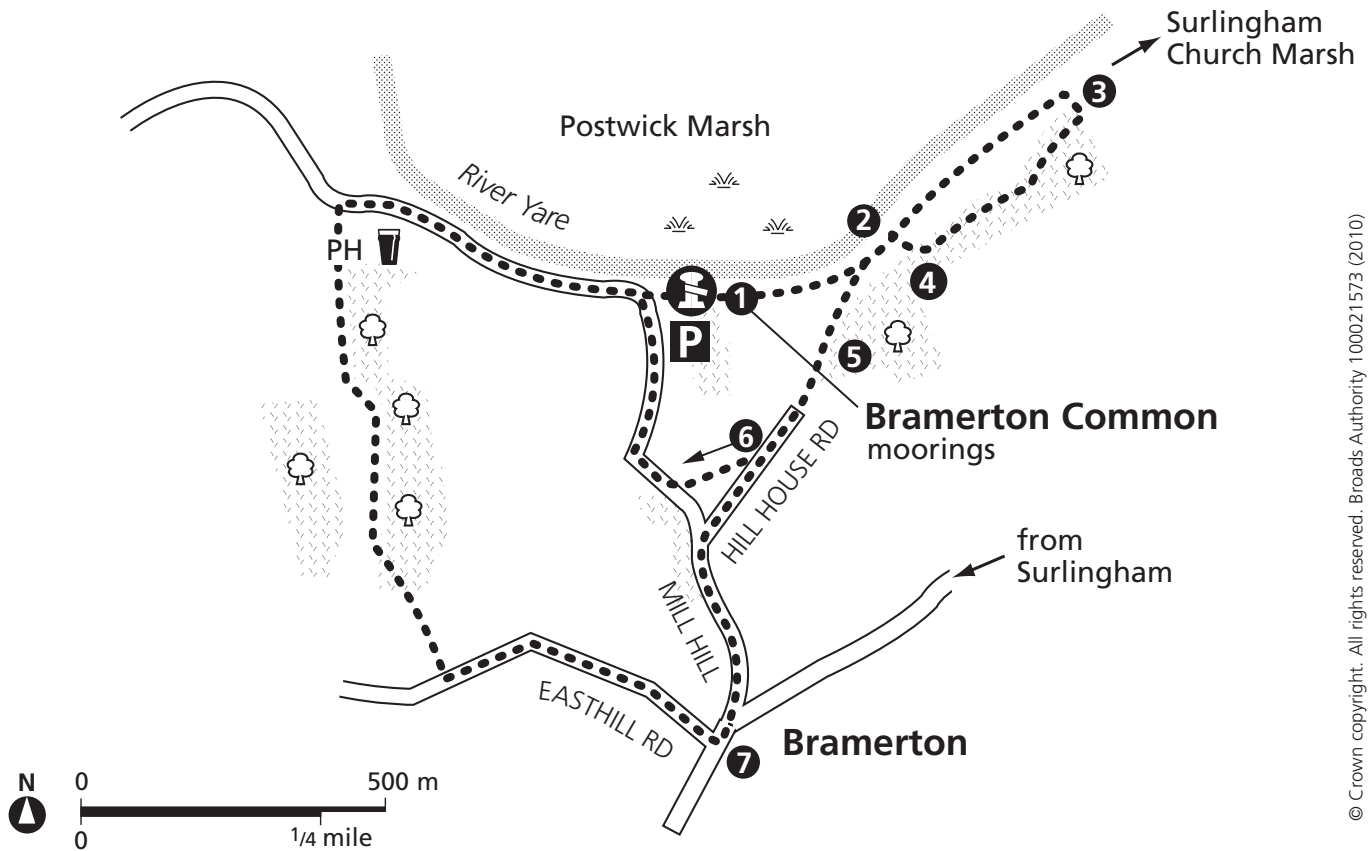 Surlingham
Church Marsh
3
Postwick Marsh
River Yare
2
PH
4
1
P
5
Bramerton Common
moorings
6
HILL HOUSE RD
from
Surlingham
MILL HILL
EASTHILL RD
Bramerton
7
N
0
500 m
0
1/4 mile
© Crown copyright. All rights reserved. Broads Authority 100021573 (2010)